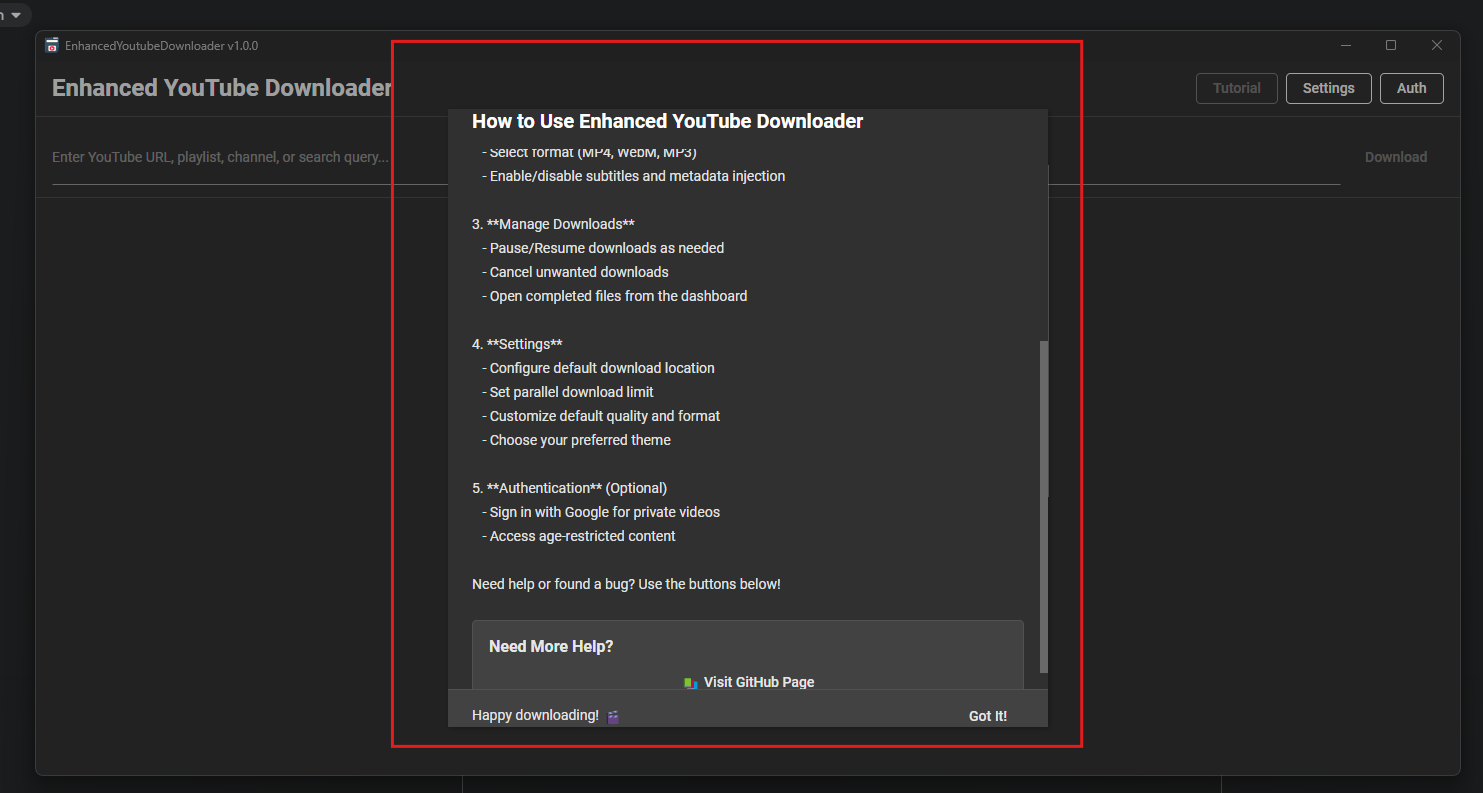 EnhancedYoutubeDownloader v1.0.0
Enhanced YouTube Downloader
Tutorial
Settings
Auth
Enter YouTube URL, playlist, channel, or search query...
Download
How to Use Enhanced YouTube Downloader
- Select format (MP4, WebM, MP3)
- Enable/disable subtitles and metadata injection
3. **Manage Downloads**
- Pause/Resume downloads as needed
- Cancel unwanted downloads
- Open completed files from the dashboard
4. **Settings**
- Configure default download location
- Set parallel download limit
- Customize default quality and format
- Choose your preferred theme
5. **Authentication** (Optional)
- Sign in with Google for private videos
- Access age-restricted content
Need help or found a bug? Use the buttons below!
Need More Help?
Visit GitHub Page
Happy downloading!
Got It!